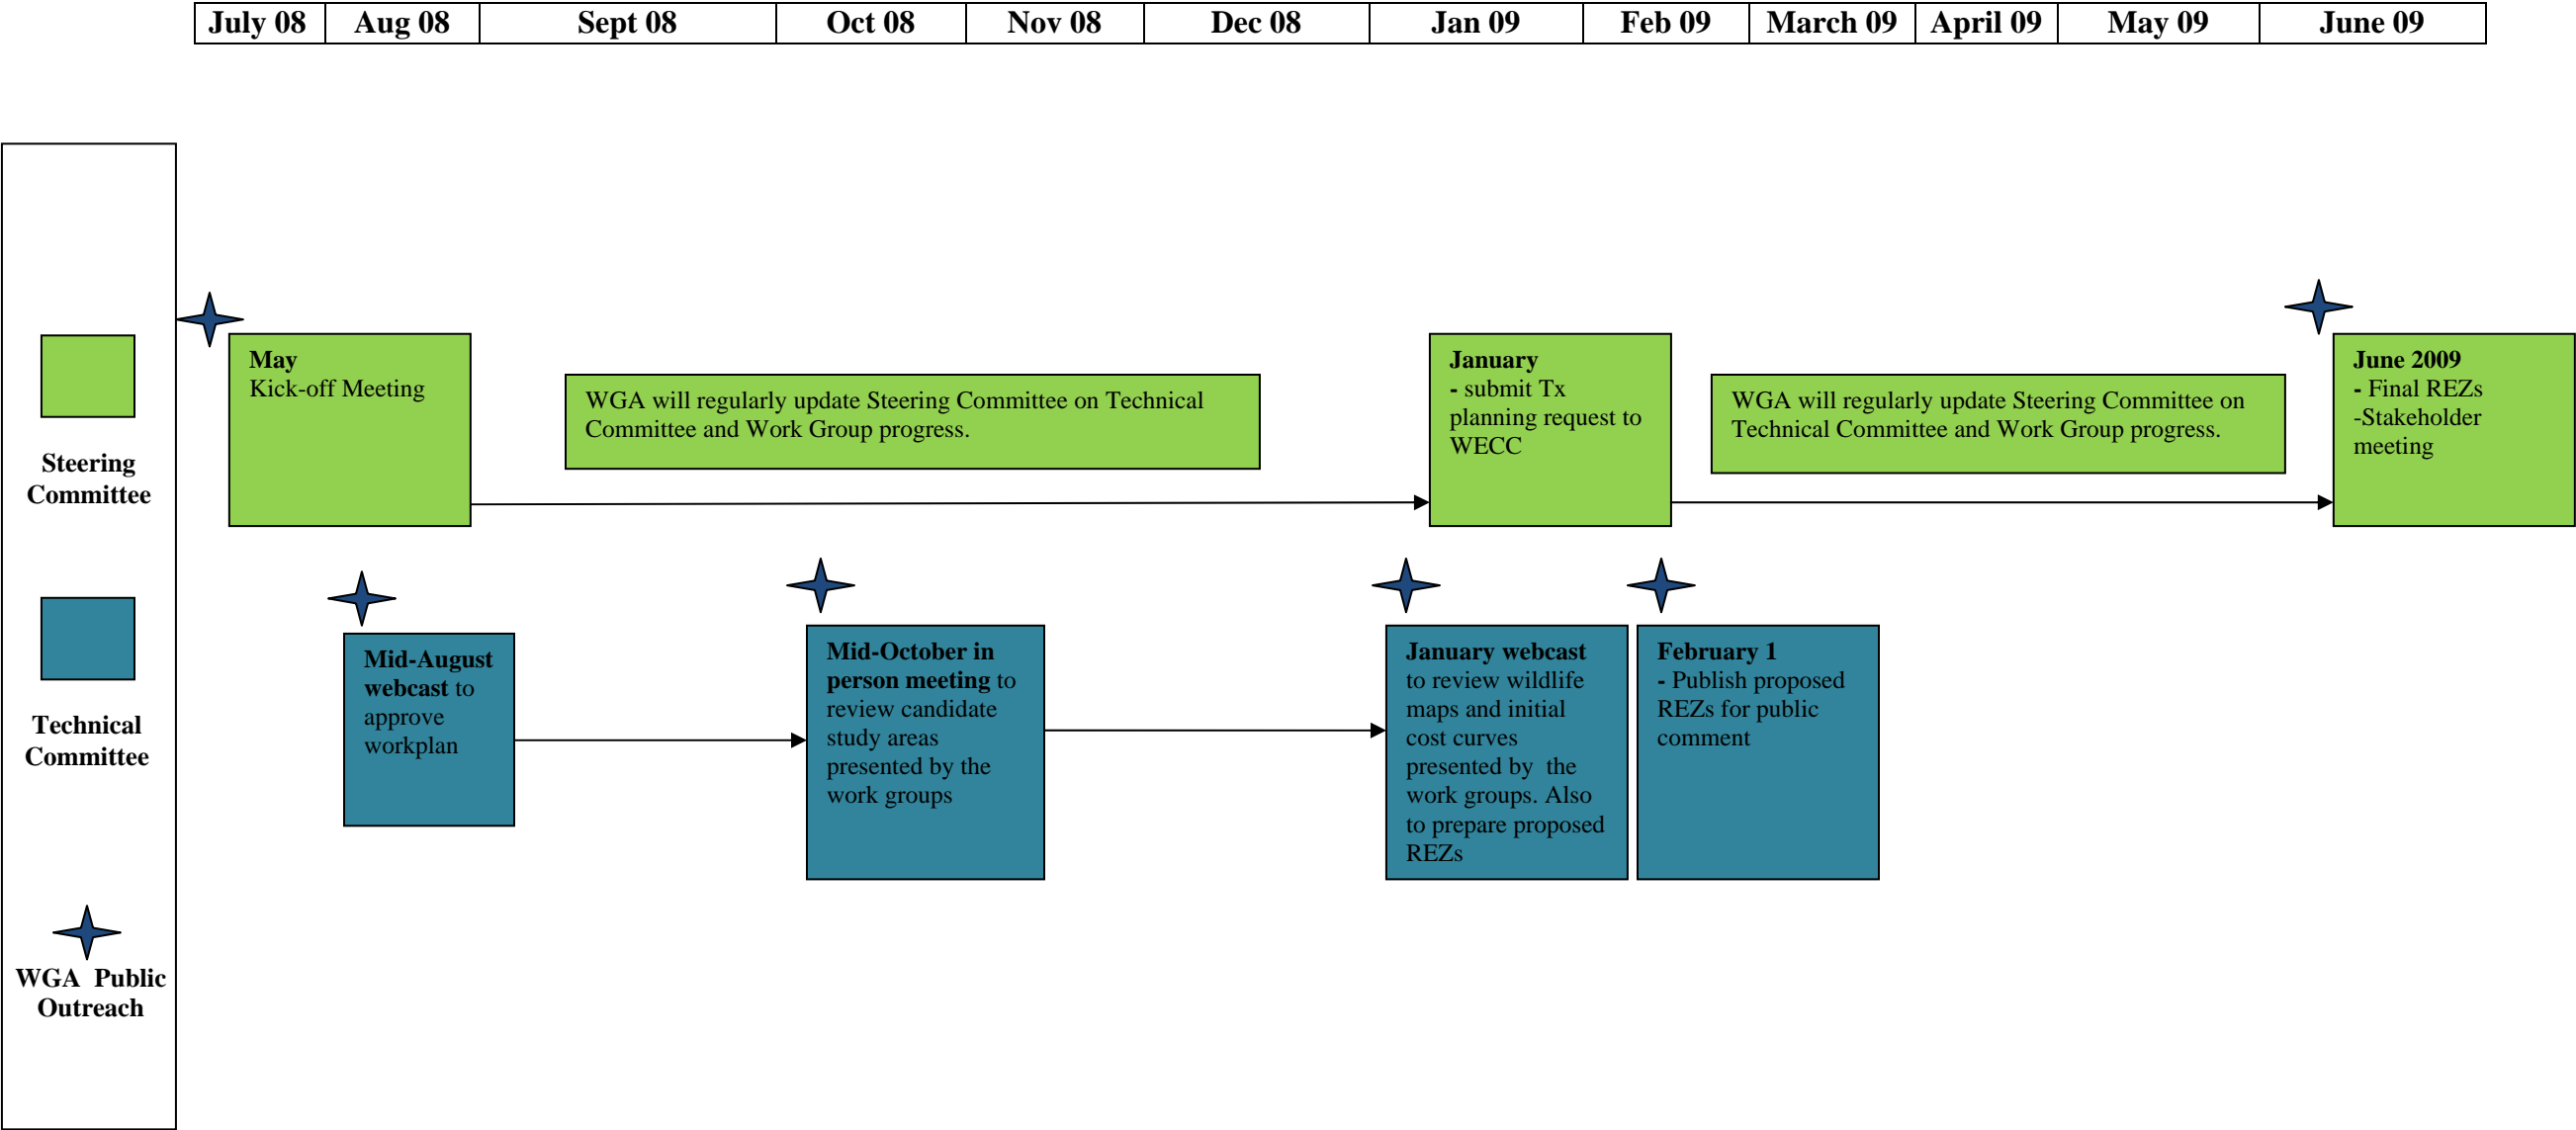 July 08 Aug 08 Sept 08 Oct 08 Nov 08 Dec 08 Jan 09 Feb 09 March 09 April 09 May 09 June 09
Steering
Committee
Technical
Committee
WGA  Public
Outreach
May
Kick-off Meeting
WGA will regularly update Steering Committee on Technical
Committee and Work Group progress.
January
- submit Tx
planning request to
WECC
WGA will regularly update Steering Committee on
Technical Committee and Work Group progress.
June 2009
- Final REZs
-Stakeholder
meeting
Mid-August
webcast to
approve
workplan
Mid-October in
person meeting to
review candidate
study areas
presented by the
work groups
January webcast
to review wildlife
maps and initial
cost curves
presented by  the
work groups. Also
to prepare proposed
REZs
February 1
- Publish proposed
REZs for public
comment